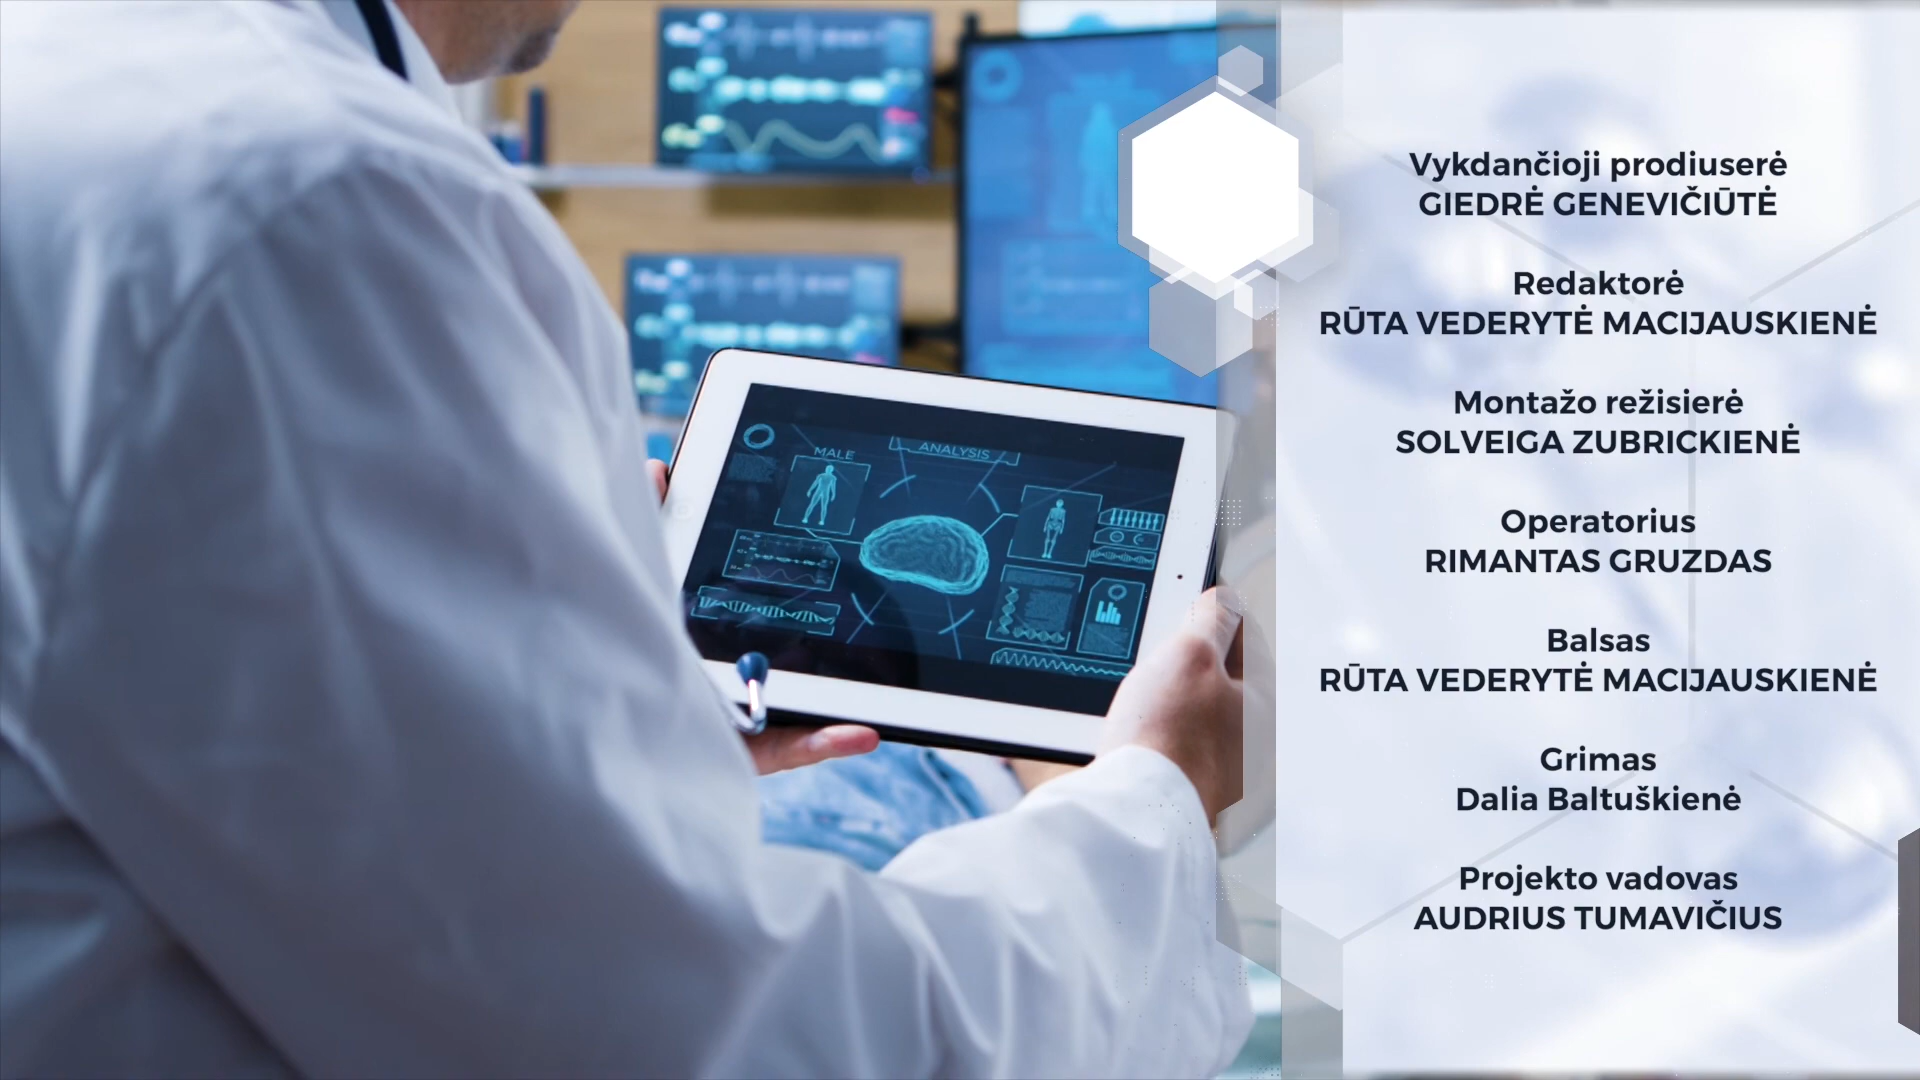 MALE
ANALYSIS
Vykdančioji prodiuserė
GIEDRĖ GENEVIČIŪTĖ
Redaktorė
RŪTA VEDERYTĖ MACIJAUSKIENĖ
Montažo režisierė
SOLVEIGA ZUBRICKIENĖ
Operatorius
RIMANTAS GRUZDAS
Balsas
RŪTA VEDERYTĖ MACIJAUSKIENĖ
Grimas
Dalia Baltuškienė
Projekto vadovas
AUDRIUS TUMAVIČIUS